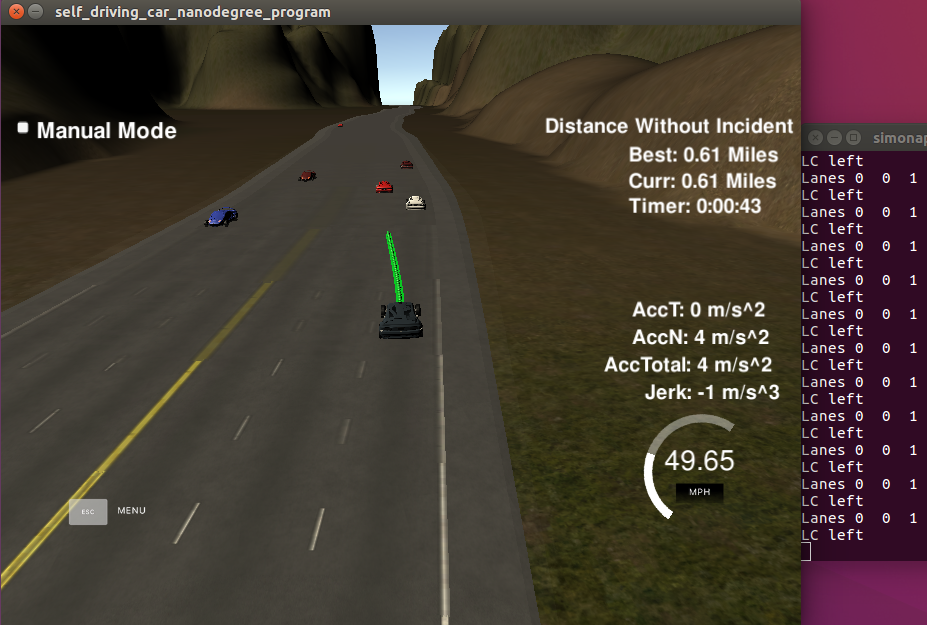 self_driving_car_nanodegree_program
Manual Mode
Distance Without Incident
Best: 0.61 Miles
Curr: 0.61 Miles
Timer: 0:00:43
AccT: 0 m/s^2
AccN: 4 m/s^2
AccTotal: 4 m/s^2
Jerk: -1 m/s^3
49.65
MPH
ESC
MENU
simonap
LC left
Lanes 0 0 1
LC left
Lanes 0 0 1
LC left
Lanes 0 0 1
LC left
Lanes 0 0 1
LC left
Lanes 0 0 1
LC left
Lanes 0 0 1
LC left
Lanes 0 0 1
LC left
Lanes 0 0 1
LC left
Lanes 0 0 1
LC left
Lanes 0 0 1
LC left
Lanes 0 0 1
LC left